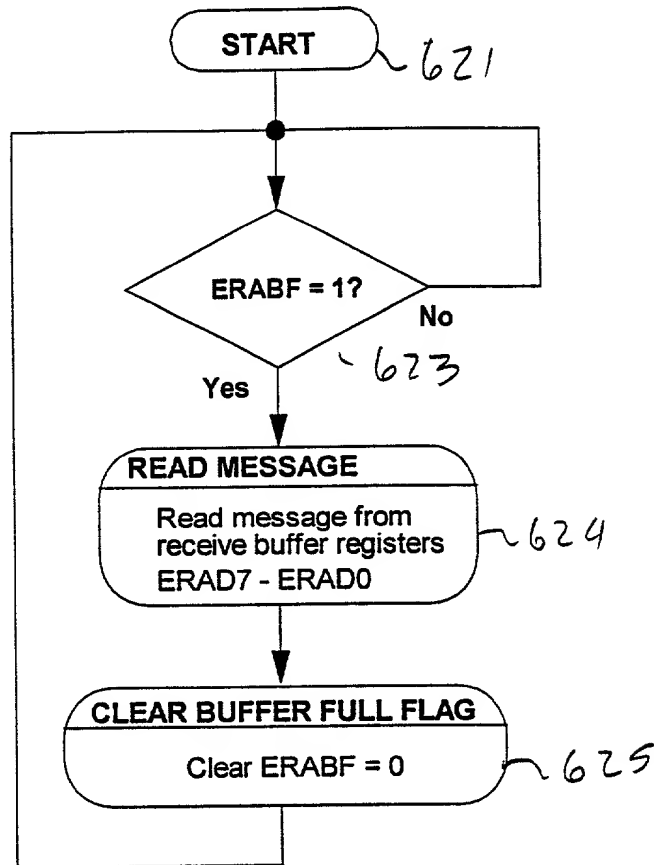 START
621
ERABF = 1?
No
623
Yes
READ MESSAGE
Read message from
receive buffer registers
ERAD7 - ERAD0
624
CLEAR BUFFER FULL FLAG
Clear ERABF = 0
625